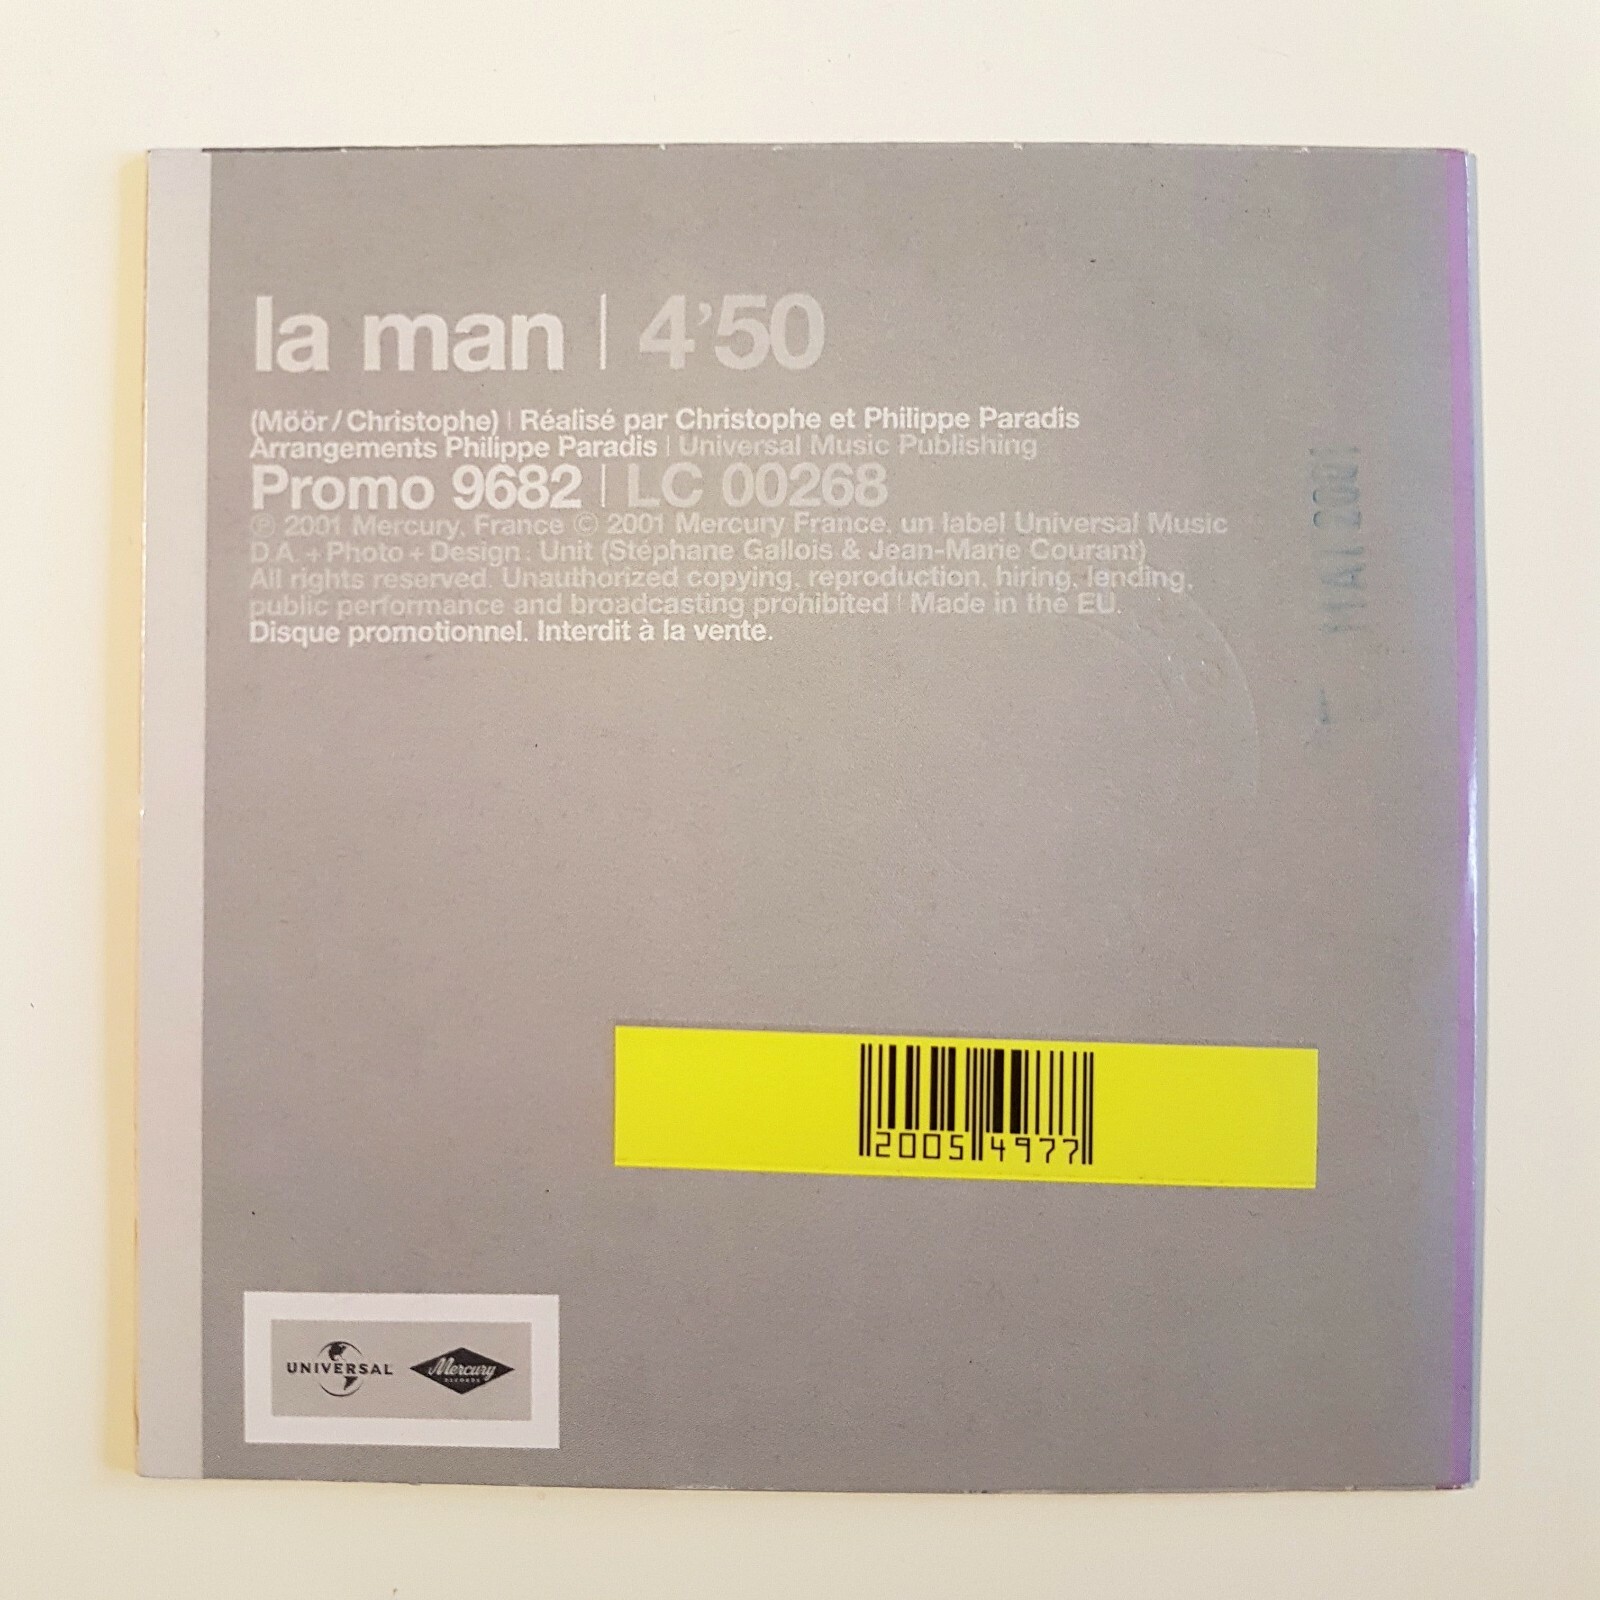 la man | 4'50
(Möör / Christophe) | Réalisé par Christophe et Philippe Paradis
Arrangements Philippe Paradis | Universal Music Publishing
Promo 9682 | LC 00268
℗ 2001 Mercury, France © 2001 Mercury France, un label Universal Music
D.A. + Photo + Design : Unit (Stéphane Gallois & Jean-Marie Courant)
All rights reserved. Unauthorized copying, reproduction, hiring, lending,
public performance and broadcasting prohibited | Made in the EU.
Disque promotionnel. Interdit à la vente.
MAI 2001
20054977
UNIVERSAL
Mercury
RECORDS